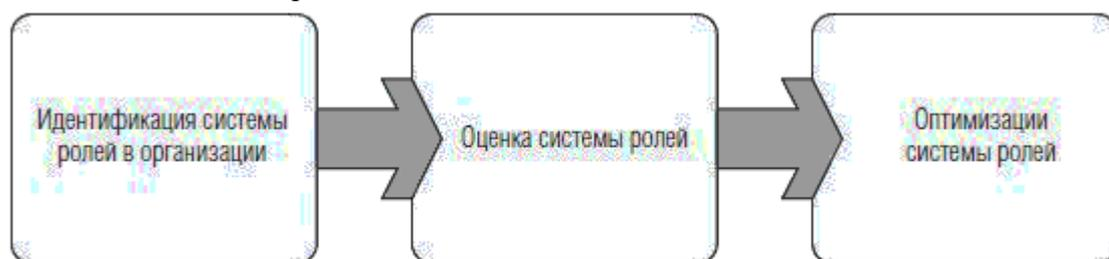 Идентификация системы
ролей в организации
Оценка системы ролей
Оптимизации
системы ролей